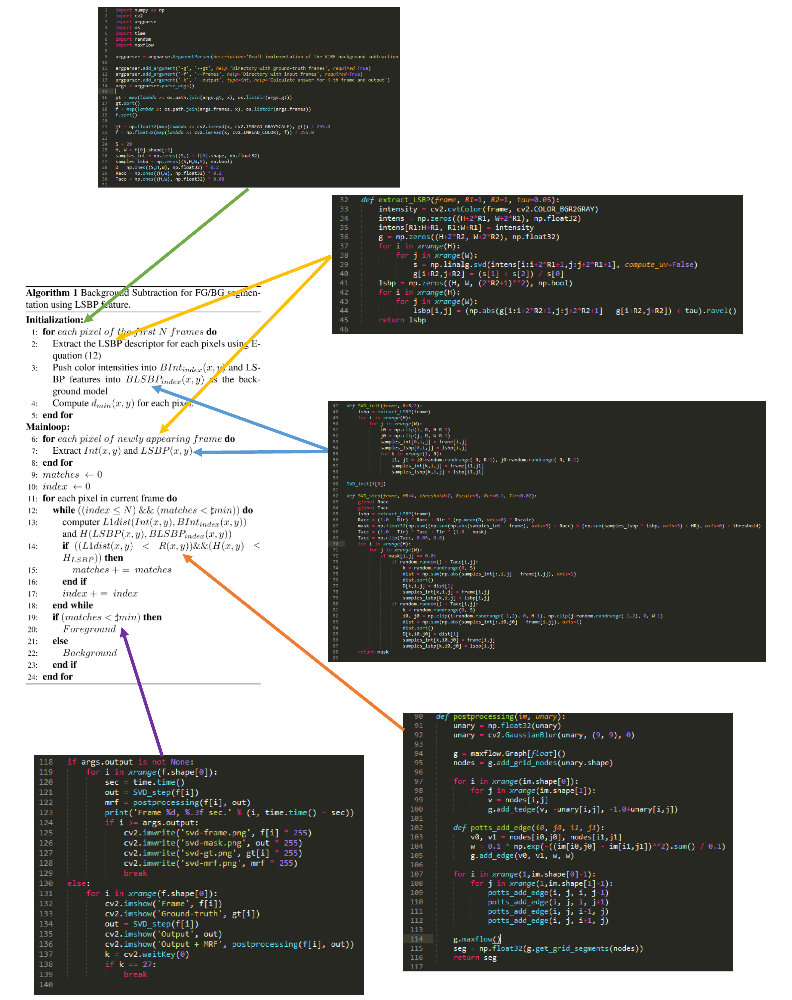 1 import numpy as np
2 import cv2
3 import argparse
4 import os
5 import time
6 import random
7 import maxflow
8
9 argparser = argparse.ArgumentParser(description='Draft implementation of the VIBE background subtraction
10
11 argparser.add_argument('-g', '--gt', help='Directory with ground-truth frames', required=True)
12 argparser.add_argument('-f', '--frames', help='Directory with input frames', required=True)
13 argparser.add_argument('-k', '--output', type=int, help='Calculate answer for K-th frame and output')
14 args = argparser.parse_args()
15
16 gt = map(lambda x: os.path.join(args.gt, x), os.listdir(args.gt))
17 gt.sort()
18 f = map(lambda x: os.path.join(args.frames, x), os.listdir(args.frames))
19 f.sort()
20
21 gt = np.float32(map(lambda x: cv2.imread(x, cv2.IMREAD_GRAYSCALE), gt)) / 255.0
22 f = np.float32(map(lambda x: cv2.imread(x, cv2.IMREAD_COLOR), f)) / 255.0
23
24 S = 20
25 H, W = f[0].shape[:2]
26 samples_int = np.zeros((S,) + f[0].shape, np.float32)
27 samples_lsbp = np.zeros((S,H,W,9), np.bool)
28 D = np.ones((S,H,W), np.float32) * 0.2
29 Racc = np.ones((H,W), np.float32) * 0.2
30 Tacc = np.ones((H,W), np.float32) * 0.08
31
32 def extract_LSBP(frame, R1=1, R2=1, tau=0.05):
33 intensity = cv2.cvtColor(frame, cv2.COLOR_BGR2GRAY)
34 intens = np.zeros((H+2*R1, W+2*R1), np.float32)
35 intens[R1:H+R1, R1:W+R1] = intensity
36 g = np.zeros((H+2*R2, W+2*R2), np.float32)
37 for i in xrange(H):
38 for j in xrange(W):
39 s = np.linalg.svd(intens[i:i+2*R1+1,j:j+2*R1+1], compute_uv=False)
40 g[i+R2,j+R2] = (s[1] + s[2]) / s[0]
41 lsbp = np.zeros((H, W, (2*R2+1)**2), np.bool)
42 for i in xrange(H):
43 for j in xrange(W):
44 lsbp[i,j] = (np.abs(g[i:i+2*R2+1,j:j+2*R2+1] - g[i+R2,j+R2]) < tau).ravel()
45 return lsbp
46
Algorithm 1 Background Subtraction for FG/BG segmen-
tation using LSBP feature.
Initialization:
1: for each pixel of the first N frames do
2: Extract the LSBP descriptor for each pixels using E-
quation (12)
3: Push color intensities into BInt_index(x, y) and LS-
BP features into BLSBP_index(x, y) as the back-
ground model
4: Compute d̄_min(x, y) for each pixel.
5: end for
Mainloop:
6: for each pixel of newly appearing frame do
7: Extract Int(x, y) and LSBP(x, y)
8: end for
9: matches ← 0
10: index ← 0
11: for each pixel in current frame do
12: while ((index ≤ N) && (matches < ♯min)) do
13: computer L1dist(Int(x, y), BInt_index(x, y))
and H(LSBP(x, y), BLSBP_index(x, y))
14: if ((L1dist(x, y) < R(x, y))&&(H(x, y) ≤
H_LSBP)) then
15: matches + = matches
16: end if
17: index + = index
18: end while
19: if (matches < ♯min) then
20: Foreground
21: else
22: Background
23: end if
24: end for
47 def SVD_init(frame, R=S/2):
48 lsbp = extract_LSBP(frame)
49 for i in xrange(H):
50 for j in xrange(W):
51 i0 = np.clip(i, R, H-R-1)
52 j0 = np.clip(j, R, W-R-1)
53 samples_int[0,i,j] = frame[i,j]
54 samples_lsbp[0,i,j] = lsbp[i,j]
55 for k in xrange(1, R):
56 i1, j1 = i0+random.randrange(-R, R+1), j0+random.randrange(-R, R+1)
57 samples_int[k,i,j] = frame[i1,j1]
58 samples_lsbp[k,i,j] = lsbp[i1,j1]
59
60 SVD_init(f[0])
61
62 def SVD_step(frame, HR=4, threshold=2, Rscale=5, Rlr=0.1, Tlr=0.02):
63 global Racc
64 global Tacc
65 lsbp = extract_LSBP(frame)
66 Racc = (1.0 - Rlr) * Racc + Rlr * (np.mean(D, axis=0) * Rscale)
67 mask = np.float32(np.sum((np.sum(np.abs(samples_int - frame), axis=3) < Racc) & (np.sum(samples_lsbp ^ lsbp, axis=3) < HR), axis=0) < threshold)
68 Tacc = (1.0 - Tlr) * Tacc + Tlr * (1.0 - mask)
69 Tacc = np.clip(Tacc, 0.05, 0.8)
70 for i in xrange(H):
71 for j in xrange(W):
72 if mask[i,j] == 0.0:
73 if random.random() < Tacc[i,j]:
74 k = random.randrange(0, S)
75 dist = np.sum(np.abs(samples_int[:,i,j] - frame[i,j]), axis=1)
76 dist.sort()
77 D[k,i,j] = dist[1]
78 samples_int[k,i,j] = frame[i,j]
79 samples_lsbp[k,i,j] = lsbp[i,j]
80 if random.random() < Tacc[i,j]:
81 k = random.randrange(0, S)
82 i0, j0 = np.clip(i+random.randrange(-1,2), 0, H-1), np.clip(j+random.randrange(-1,2), 0, W-1)
83 dist = np.sum(np.abs(samples_int[:,i0,j0] - frame[i,j]), axis=1)
84 dist.sort()
85 D[k,i0,j0] = dist[1]
86 samples_int[k,i0,j0] = frame[i,j]
87 samples_lsbp[k,i0,j0] = lsbp[i,j]
88 return mask
89
90 def postprocessing(im, unary):
91 unary = np.float32(unary)
92 unary = cv2.GaussianBlur(unary, (9, 9), 0)
93
94 g = maxflow.Graph[float]()
95 nodes = g.add_grid_nodes(unary.shape)
96
97 for i in xrange(im.shape[0]):
98 for j in xrange(im.shape[1]):
99 v = nodes[i,j]
100 g.add_tedge(v, -unary[i,j], -1.0+unary[i,j])
101
102 def potts_add_edge(i0, j0, i1, j1):
103 v0, v1 = nodes[i0,j0], nodes[i1,j1]
104 w = 0.1 * np.exp(-((im[i0,j0] - im[i1,j1])**2).sum() / 0.1)
105 g.add_edge(v0, v1, w, w)
106
107 for i in xrange(1,im.shape[0]-1):
108 for j in xrange(1,im.shape[1]-1):
109 potts_add_edge(i, j, i, j-1)
110 potts_add_edge(i, j, i, j+1)
111 potts_add_edge(i, j, i-1, j)
112 potts_add_edge(i, j, i+1, j)
113
114 g.maxflow()
115 seg = np.float32(g.get_grid_segments(nodes))
116 return seg
117
118 if args.output is not None:
119 for i in xrange(f.shape[0]):
120 sec = time.time()
121 out = SVD_step(f[i])
122 mrf = postprocessing(f[i], out)
123 print('Frame %d, %.3f sec.' % (i, time.time() - sec))
124 if i >= args.output:
125 cv2.imwrite('svd-frame.png', f[i] * 255)
126 cv2.imwrite('svd-mask.png', out * 255)
127 cv2.imwrite('svd-gt.png', gt[i] * 255)
128 cv2.imwrite('svd-mrf.png', mrf * 255)
129 break
130 else:
131 for i in xrange(f.shape[0]):
132 cv2.imshow('Frame', f[i])
133 cv2.imshow('Ground-truth', gt[i])
134 out = SVD_step(f[i])
135 cv2.imshow('Output', out)
136 cv2.imshow('Output + MRF', postprocessing(f[i], out))
137 k = cv2.waitKey(0)
138 if k == 27:
139 break
140